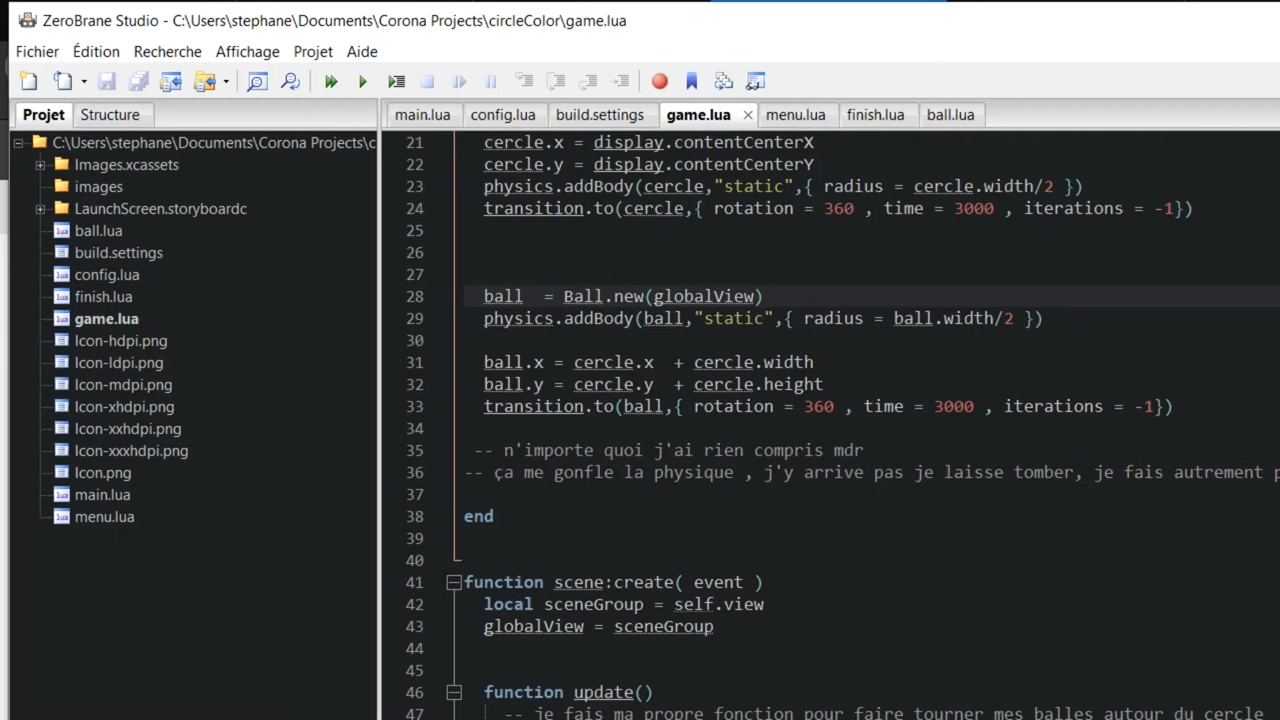 ZeroBrane Studio - C:\Users\stephane\Documents\Corona Projects\circleColor\game.lua
Fichier Édition Recherche Affichage Projet Aide
Projet Structure
main.lua config.lua build.settings game.lua menu.lua finish.lua ball.lua
C:\Users\stephane\Documents\Corona Projects\c
Images.xcassets
images
LaunchScreen.storyboardc
ball.lua
build.settings
config.lua
finish.lua
game.lua
Icon-hdpi.png
Icon-ldpi.png
Icon-mdpi.png
Icon-xhdpi.png
Icon-xxhdpi.png
Icon-xxxhdpi.png
Icon.png
main.lua
menu.lua
21 cercle.x = display.contentCenterX
22 cercle.y = display.contentCenterY
23 physics.addBody(cercle,"static",{ radius = cercle.width/2 })
24 transition.to(cercle,{ rotation = 360 , time = 3000 , iterations = -1})
25
26
27
28 ball  = Ball.new(globalView)
29 physics.addBody(ball,"static",{ radius = ball.width/2 })
30
31 ball.x = cercle.x  + cercle.width
32 ball.y = cercle.y  + cercle.height
33 transition.to(ball,{ rotation = 360 , time = 3000 , iterations = -1})
34
35 -- n'importe quoi j'ai rien compris mdr
36 -- ça me gonfle la physique , j'y arrive pas je laisse tomber, je fais autrement p
37
38 end
39
40
41 function scene:create( event )
42 local sceneGroup = self.view
43 globalView = sceneGroup
44
45
46 function update()
47 -- je fais ma propre fonction pour faire tourner mes balles autour du cercle